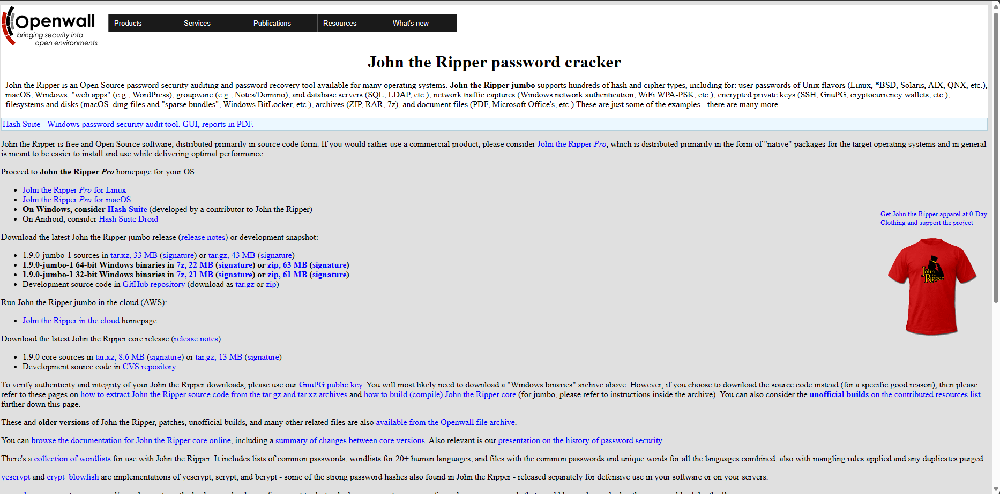 Openwall
bringing security into
open environments
Products Services Publications Resources What's new
John the Ripper password cracker
John the Ripper is an Open Source password security auditing and password recovery tool available for many operating systems. John the Ripper jumbo supports hundreds of hash and cipher types, including for: user passwords of Unix flavors (Linux, *BSD, Solaris, AIX, QNX, etc.),
macOS, Windows, "web apps" (e.g., WordPress), groupware (e.g., Notes/Domino), and database servers (SQL, LDAP, etc.); network traffic captures (Windows network authentication, WiFi WPA-PSK, etc.); encrypted private keys (SSH, GnuPG, cryptocurrency wallets, etc.),
filesystems and disks (macOS .dmg files and "sparse bundles", Windows BitLocker, etc.), archives (ZIP, RAR, 7z), and document files (PDF, Microsoft Office's, etc.) These are just some of the examples - there are many more.
Hash Suite - Windows password security audit tool. GUI, reports in PDF.
John the Ripper is free and Open Source software, distributed primarily in source code form. If you would rather use a commercial product, please consider John the Ripper Pro, which is distributed primarily in the form of "native" packages for the target operating systems and in general
is meant to be easier to install and use while delivering optimal performance.
Proceed to John the Ripper Pro homepage for your OS:
• John the Ripper Pro for Linux
• John the Ripper Pro for macOS
• On Windows, consider Hash Suite (developed by a contributor to John the Ripper)
• On Android, consider Hash Suite Droid
Get John the Ripper apparel at 0-Day
Clothing and support the project
John
the
Ripper
Download the latest John the Ripper jumbo release (release notes) or development snapshot:
• 1.9.0-jumbo-1 sources in tar.xz, 33 MB (signature) or tar.gz, 43 MB (signature)
• 1.9.0-jumbo-1 64-bit Windows binaries in 7z, 22 MB (signature) or zip, 63 MB (signature)
• 1.9.0-jumbo-1 32-bit Windows binaries in 7z, 21 MB (signature) or zip, 61 MB (signature)
• Development source code in GitHub repository (download as tar.gz or zip)
Run John the Ripper jumbo in the cloud (AWS):
• John the Ripper in the cloud homepage
Download the latest John the Ripper core release (release notes):
• 1.9.0 core sources in tar.xz, 8.6 MB (signature) or tar.gz, 13 MB (signature)
• Development source code in CVS repository
To verify authenticity and integrity of your John the Ripper downloads, please use our GnuPG public key. You will most likely need to download a "Windows binaries" archive above. However, if you choose to download the source code instead (for a specific good reason), then please
refer to these pages on how to extract John the Ripper source code from the tar.gz and tar.xz archives and how to build (compile) John the Ripper core (for jumbo, please refer to instructions inside the archive). You can also consider the unofficial builds on the contributed resources list
further down this page.
These and older versions of John the Ripper, patches, unofficial builds, and many other related files are also available from the Openwall file archive.
You can browse the documentation for John the Ripper core online, including a summary of changes between core versions. Also relevant is our presentation on the history of password security.
There's a collection of wordlists for use with John the Ripper. It includes lists of common passwords, wordlists for 20+ human languages, and files with the common passwords and unique words for all the languages combined, also with mangling rules applied and any duplicates purged.
yescrypt and crypt_blowfish are implementations of yescrypt, scrypt, and bcrypt - some of the strong password hashes also found in John the Ripper - released separately for defensive use in your software or on your servers.